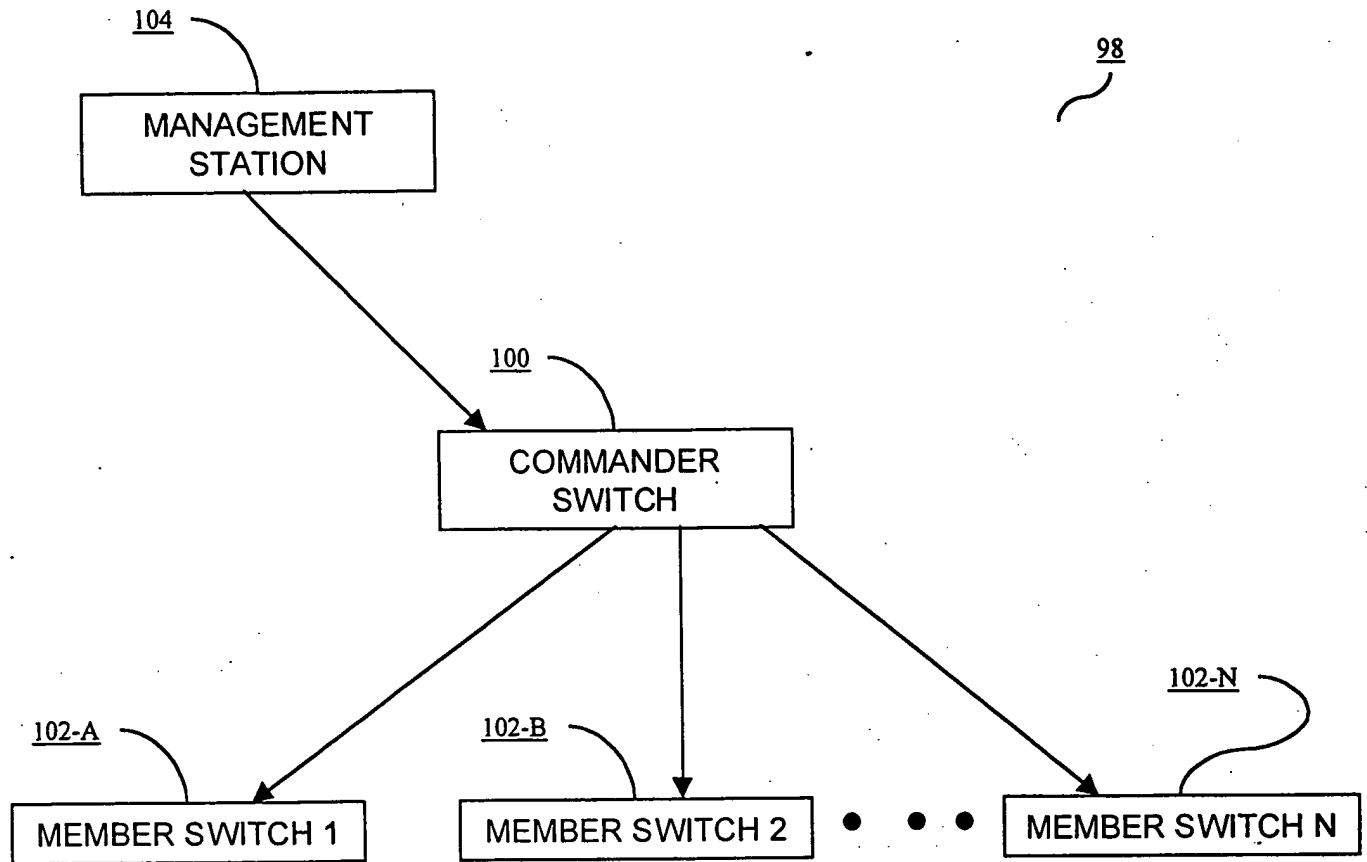 104
98
MANAGEMENT
STATION
100
COMMANDER
SWITCH
102-A
102-B
102-N
MEMBER SWITCH 1
MEMBER SWITCH 2
MEMBER SWITCH N